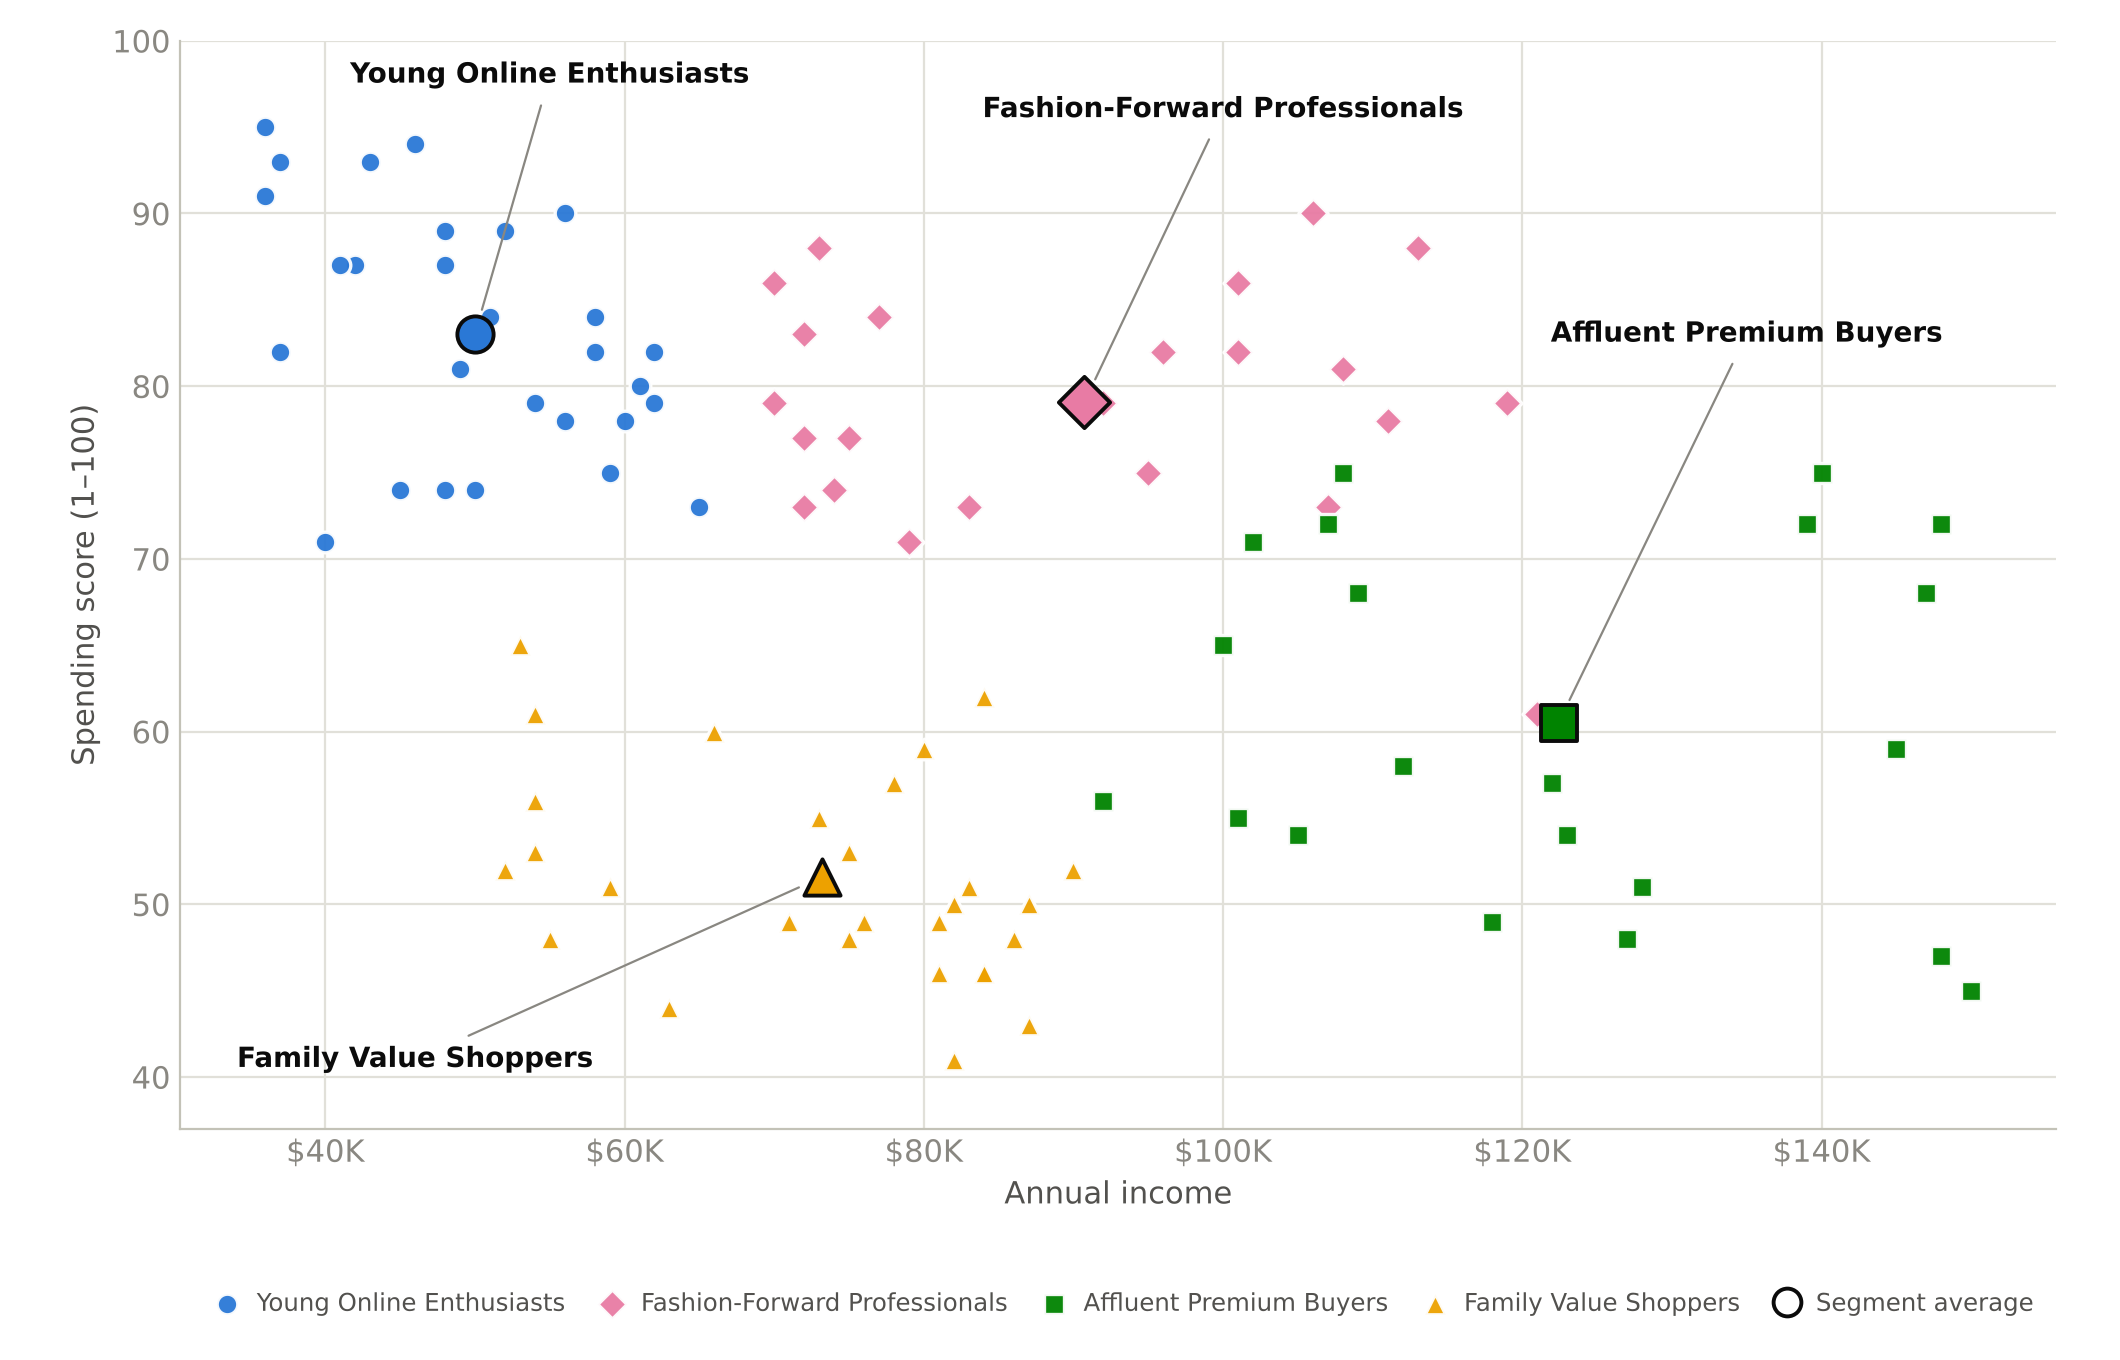 100
Young Online Enthusiasts
Fashion-Forward Professionals
90
Affluent Premium Buyers
80
70
60
50
Family Value Shoppers
40
Spending score (1–100)
$40K $60K $80K $100K $120K $140K
Annual income
Young Online Enthusiasts Fashion-Forward Professionals Affluent Premium Buyers Family Value Shoppers Segment average